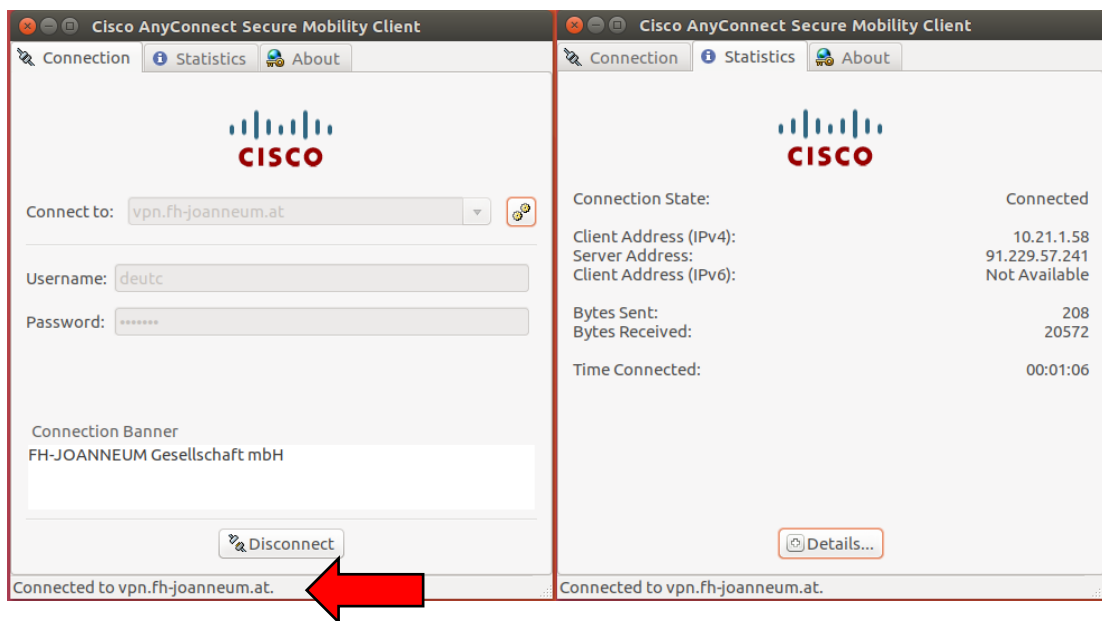 Cisco AnyConnect Secure Mobility Client
Connection Statistics About
CISCO
Connect to: vpn.fh-joanneum.at
Username: deutc
Password: •••••••
Connection Banner
FH-JOANNEUM Gesellschaft mbH
Disconnect
Connected to vpn.fh-joanneum.at.
Cisco AnyConnect Secure Mobility Client
Connection Statistics About
CISCO
Connection State: Connected
Client Address (IPv4): 10.21.1.58
Server Address: 91.229.57.241
Client Address (IPv6): Not Available
Bytes Sent: 208
Bytes Received: 20572
Time Connected: 00:01:06
Details...
Connected to vpn.fh-joanneum.at.